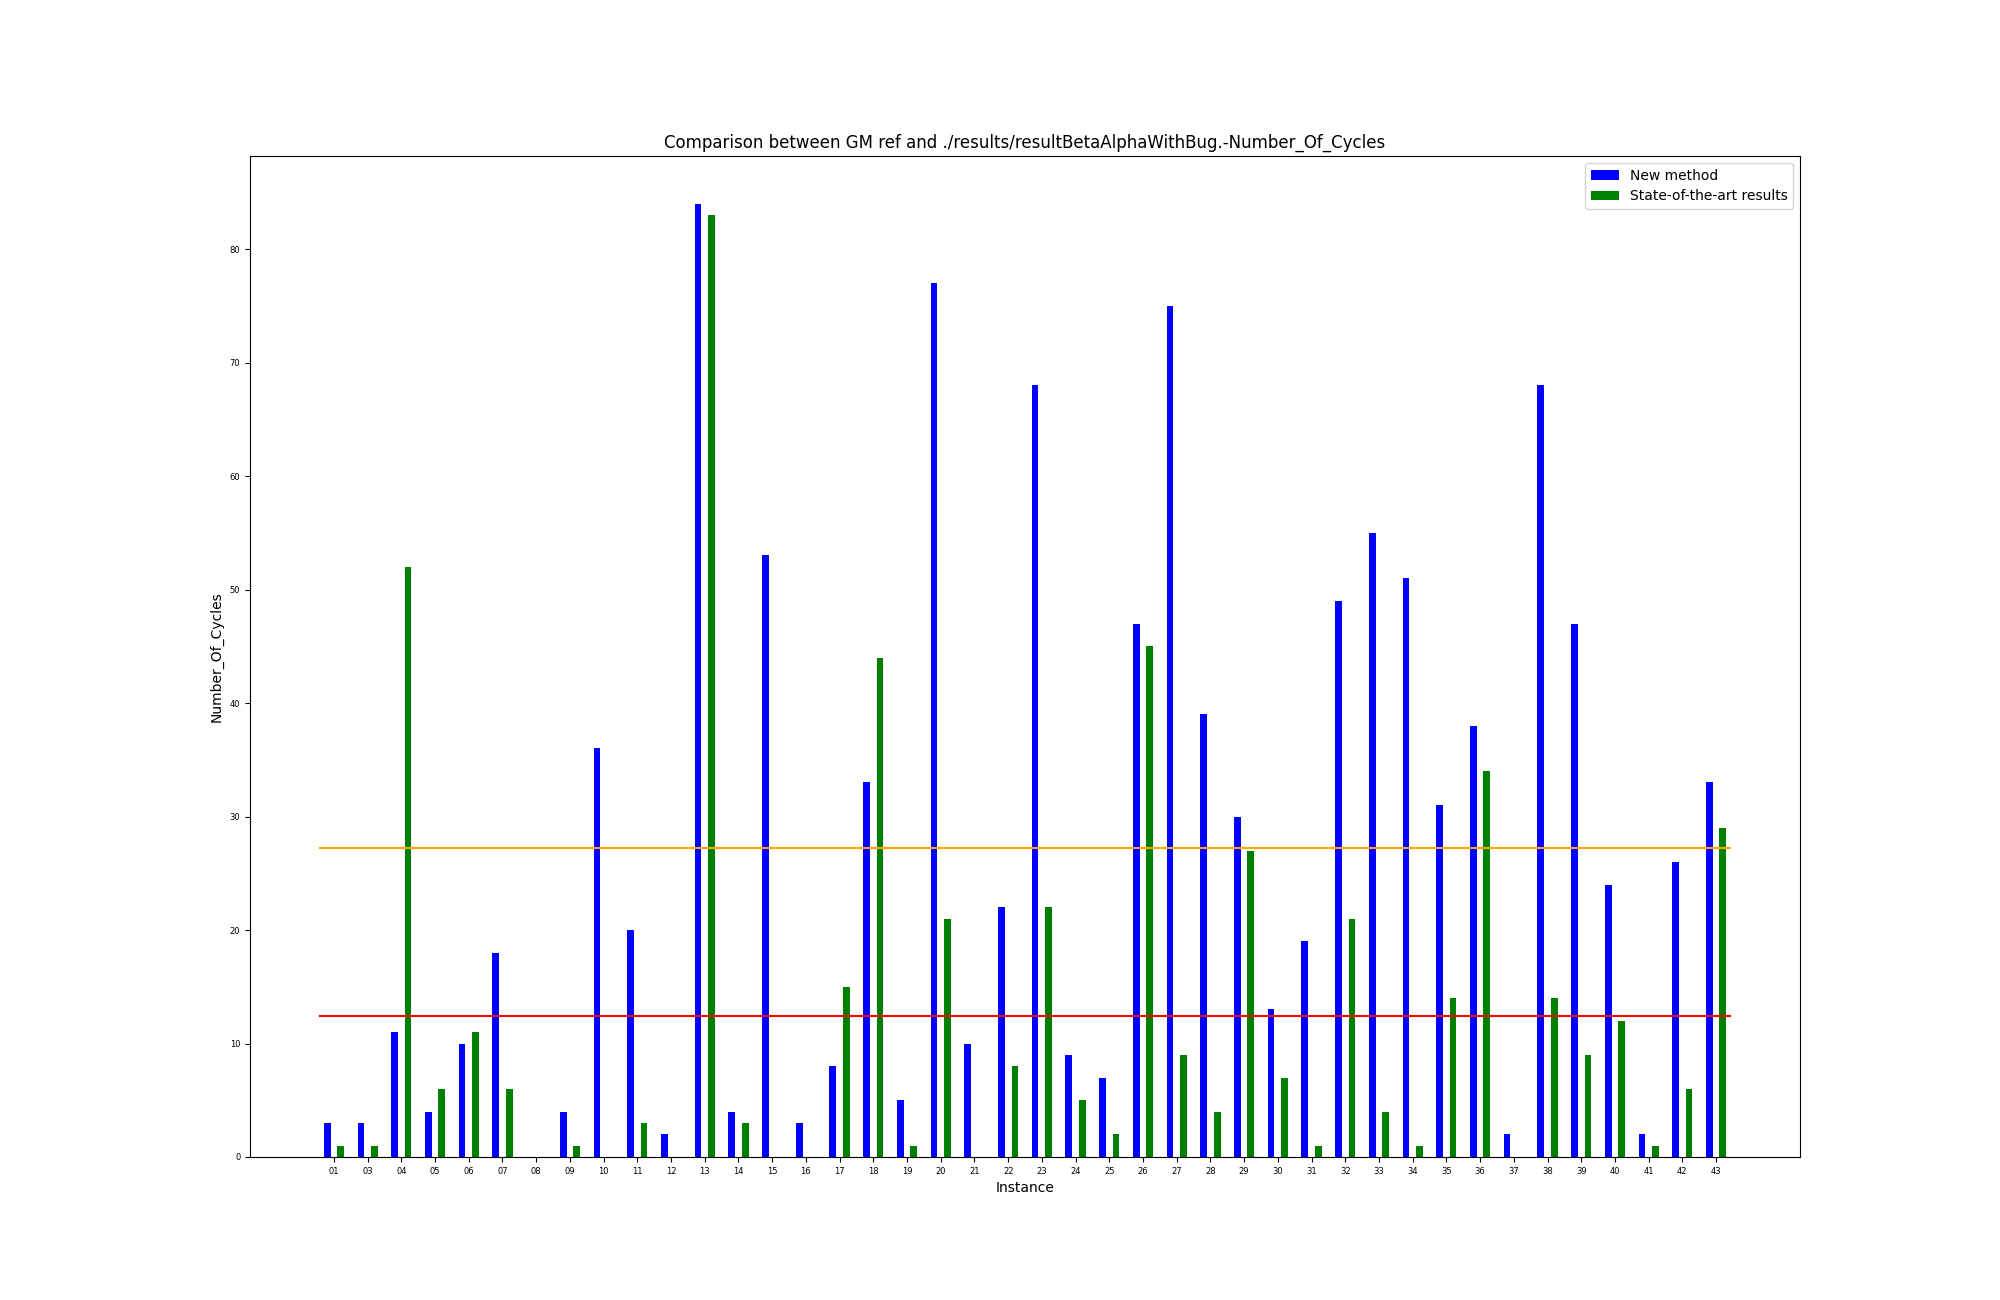 Comparison between GM ref and ./results/resultBetaAlphaWithBug.-Number_Of_Cycles
New method
State-of-the-art results
Number_Of_Cycles
80
70
60
50
40
30
20
10
0
01 03 04 05 06 07 08 09 10 11 12 13 14 15 16 17 18 19 20 21 22 23 24 25 26 27 28 29 30 31 32 33 34 35 36 37 38 39 40 41 42 43
Instance